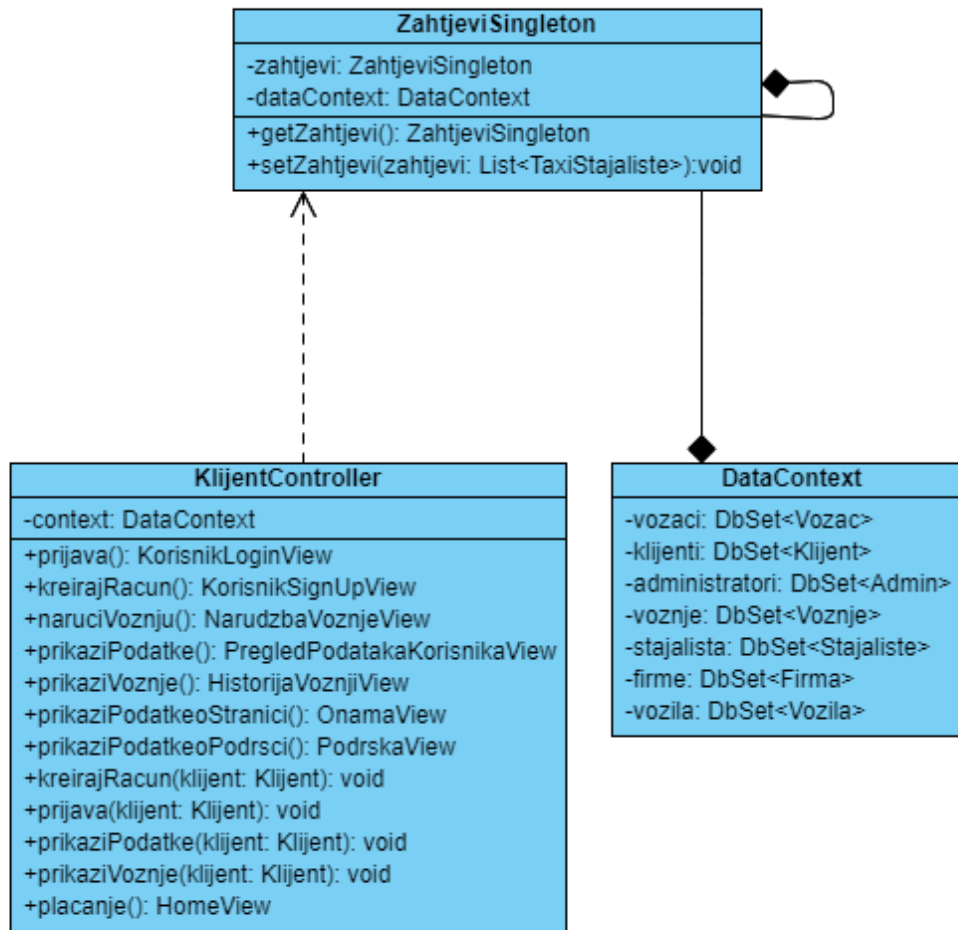 ZahtjeviSingleton
-zahtjevi: ZahtjeviSingleton
-dataContext: DataContext
+getZahtjevi(): ZahtjeviSingleton
+setZahtjevi(zahtjevi: List<TaxiStajaliste>):void
KlijentController
-context: DataContext
+prijava(): KorisnikLoginView
+kreirajRacun(): KorisnikSignUpView
+naruciVoznju(): NarudzbaVoznjeView
+prikaziPodatke(): PregledPodatakaKorisnikaView
+prikaziVoznje(): HistorijaVoznjiView
+prikaziPodatkeoStranici(): OnamaView
+prikaziPodatkeoPodrsci(): PodrskaView
+kreirajRacun(klijent: Klijent): void
+prijava(klijent: Klijent): void
+prikaziPodatke(klijent: Klijent): void
+prikaziVoznje(klijent: Klijent): void
+placanje(): HomeView
DataContext
-vozaci: DbSet<Vozac>
-klijenti: DbSet<Klijent>
-administratori: DbSet<Admin>
-voznje: DbSet<Voznje>
-stajalista: DbSet<Stajaliste>
-firme: DbSet<Firma>
-vozila: DbSet<Vozila>